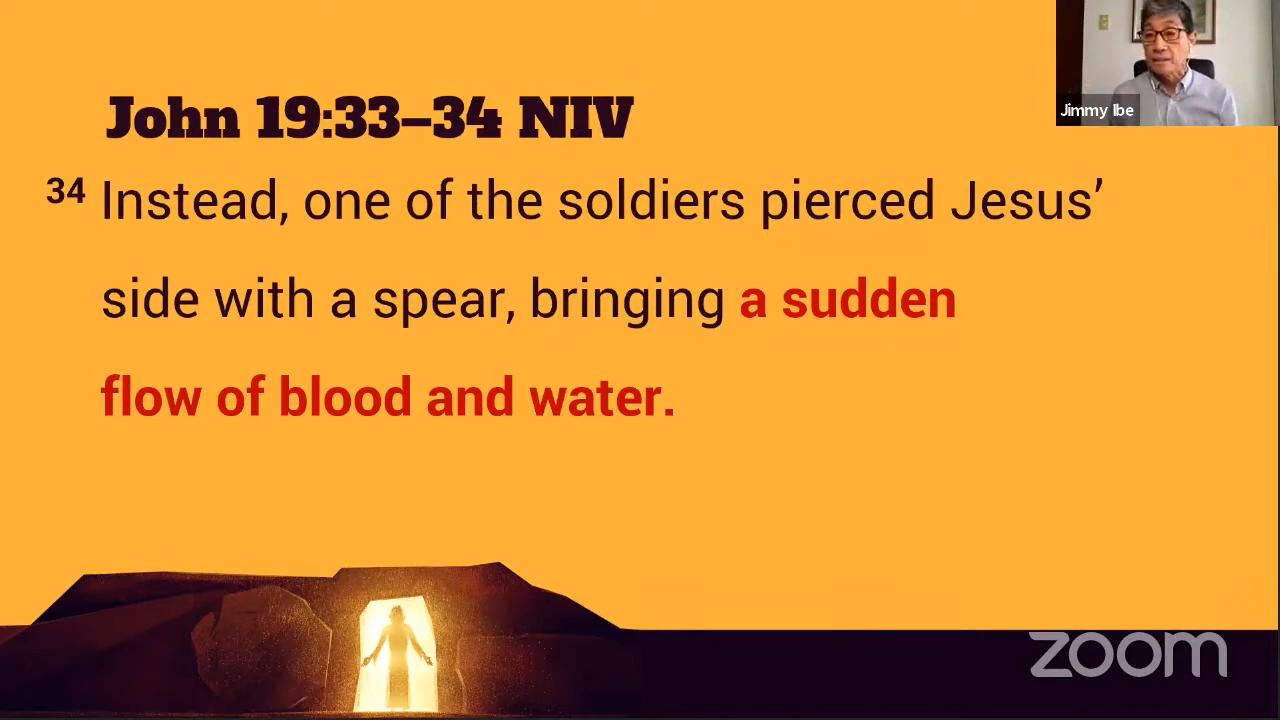 John 19:33–34 NIV
34 Instead, one of the soldiers pierced Jesus’
side with a spear, bringing a sudden
flow of blood and water.
Jimmy Ibe
zoom